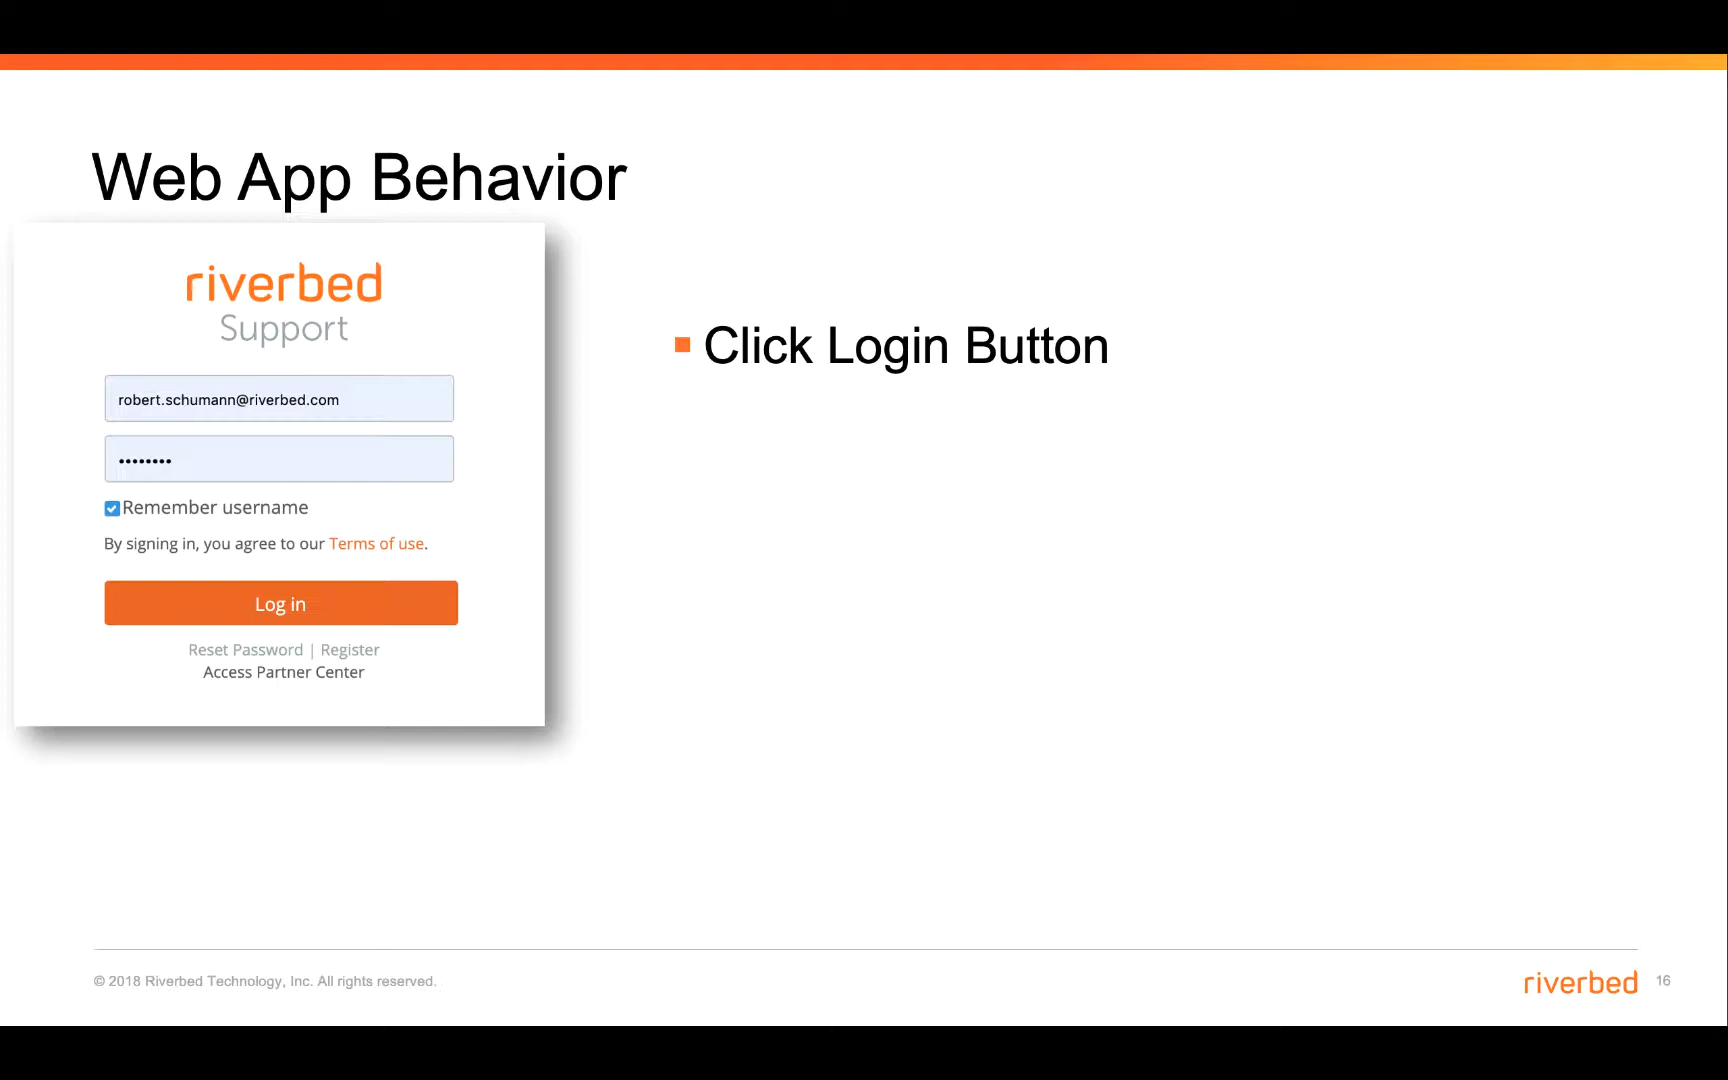 Web App Behavior
riverbed
Support
robert.schumann@riverbed.com
••••••••
Remember username
By signing in, you agree to our Terms of use.
Log in
Reset Password | Register
Access Partner Center
Click Login Button
© 2018 Riverbed Technology, Inc. All rights reserved.
riverbed 16